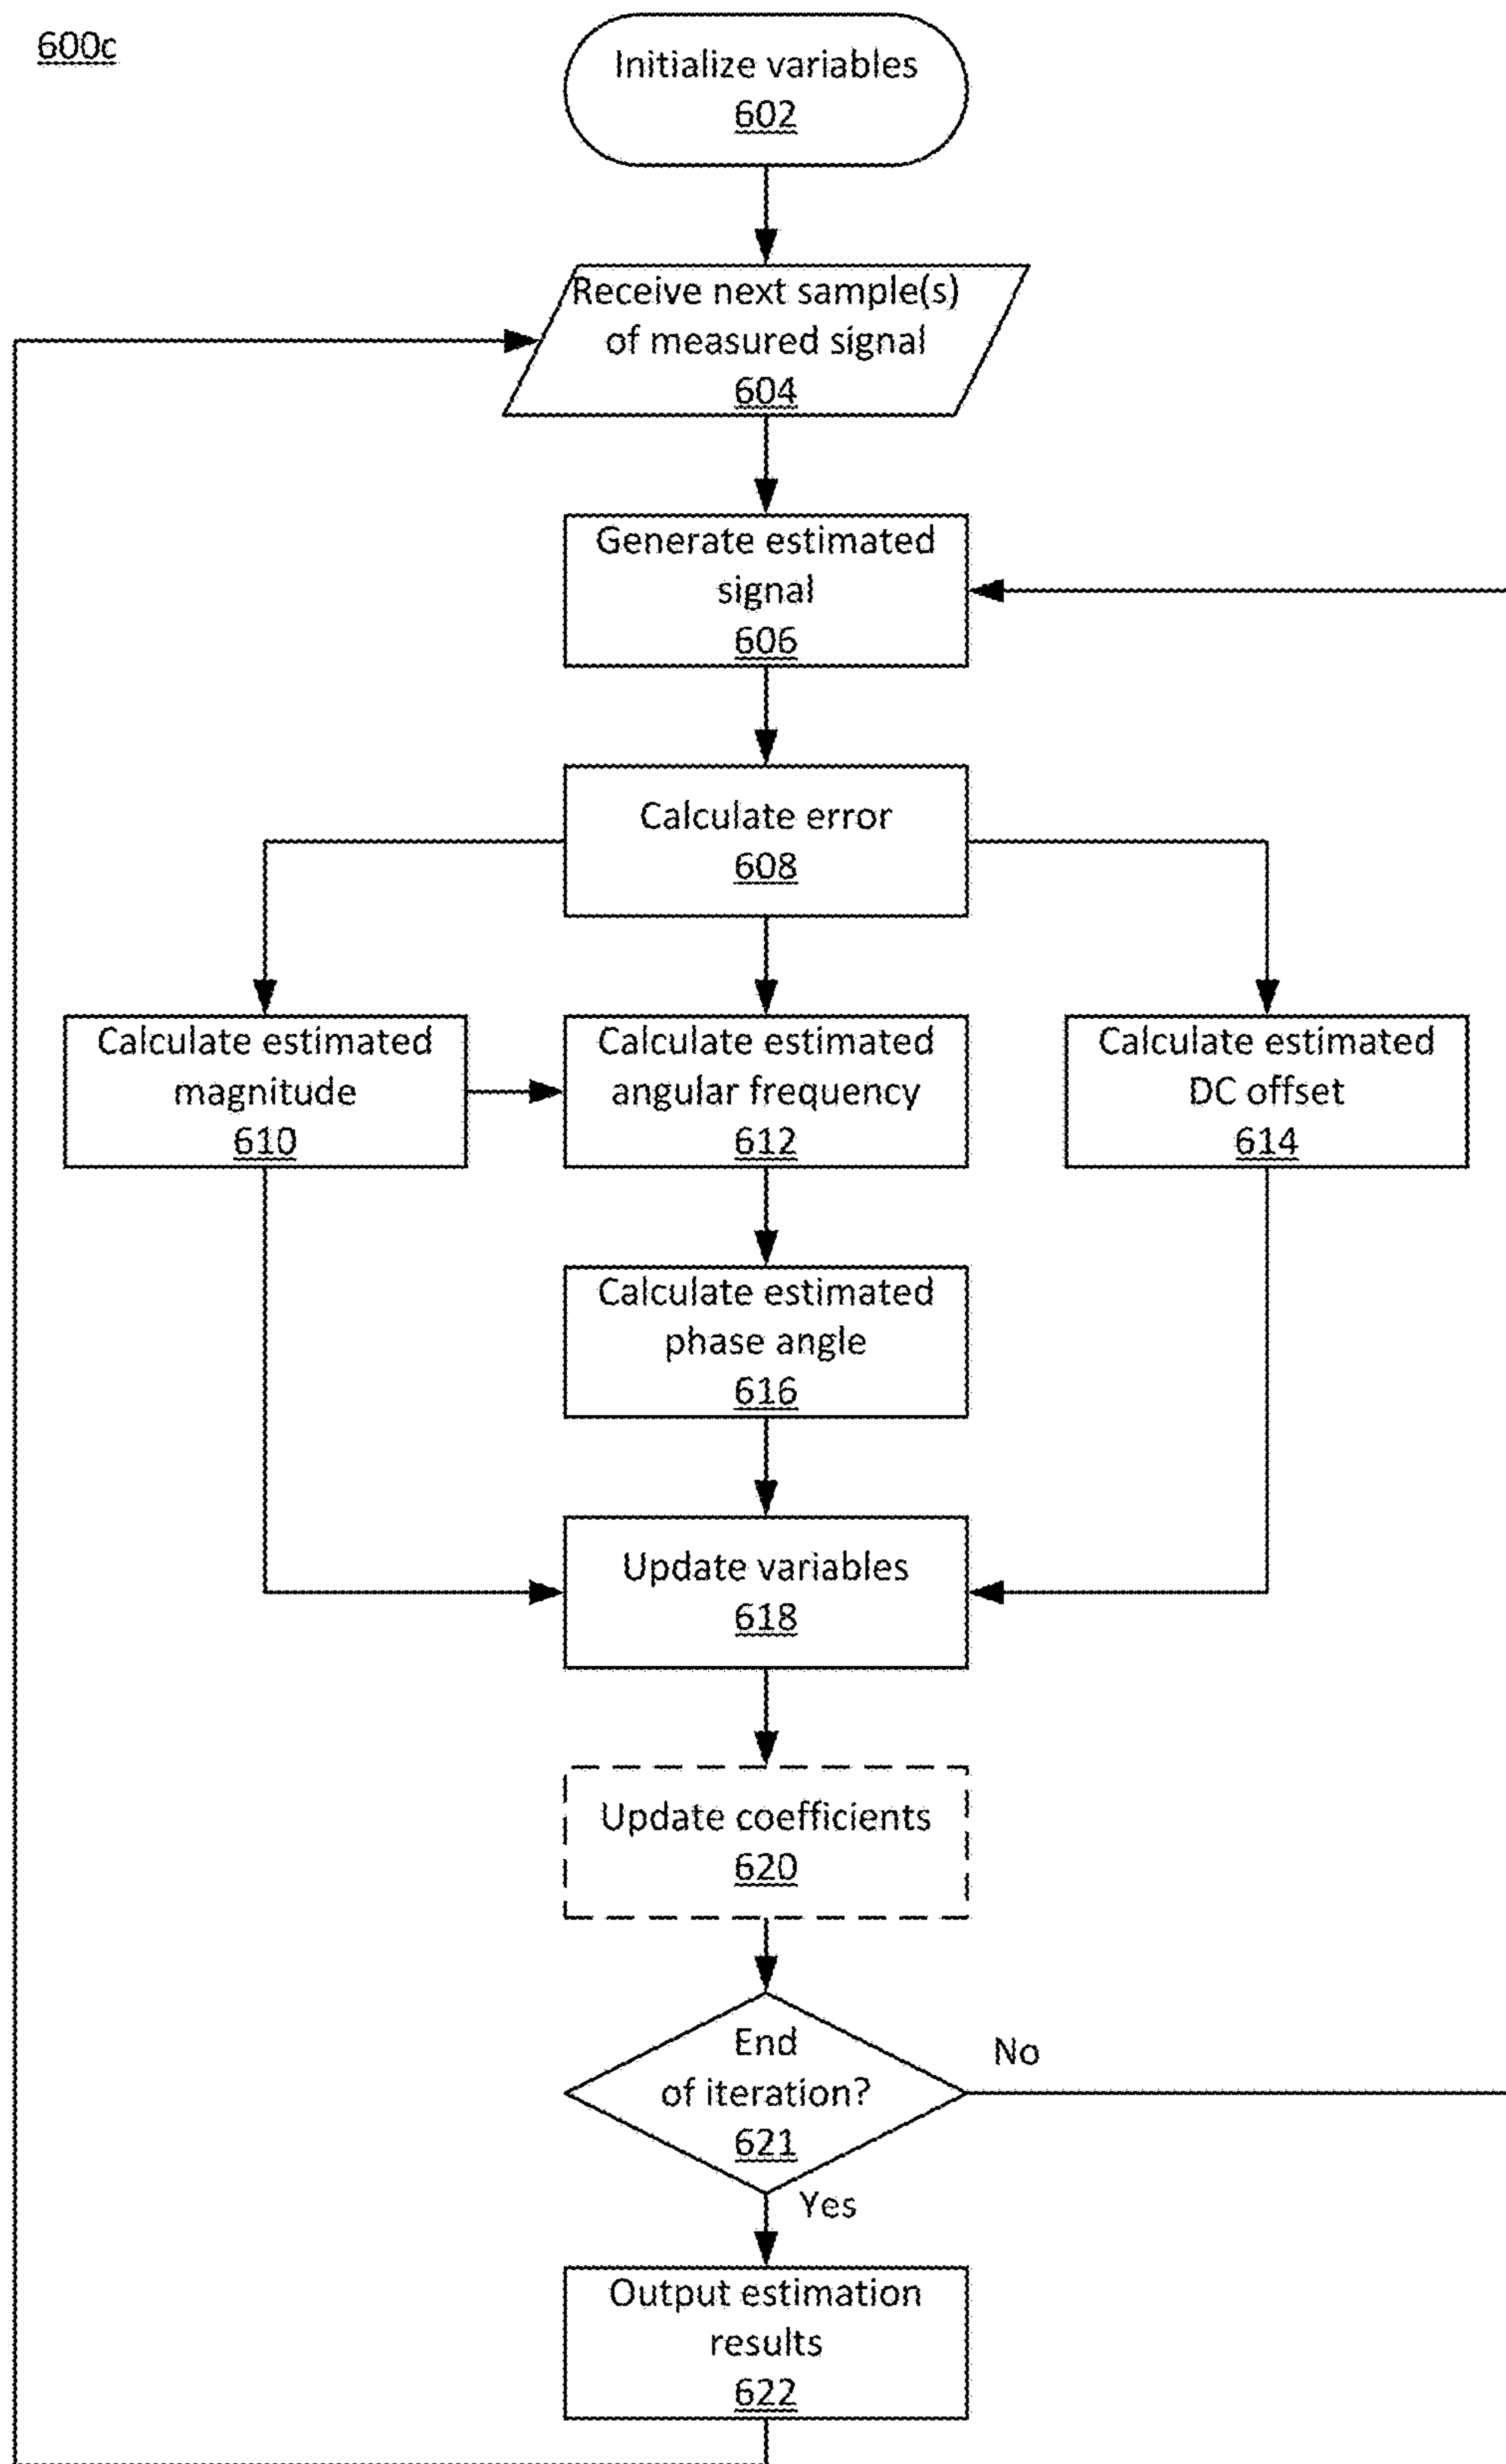 600c
Initialize variables
602
Receive next sample(s)
of measured signal
604
Generate estimated
signal
606
Calculate error
608
Calculate estimated
magnitude
610
Calculate estimated
angular frequency
612
Calculate estimated
DC offset
614
Calculate estimated
phase angle
616
Update variables
618
Update coefficients
620
End
of iteration?
621
No
Yes
Output estimation
results
622